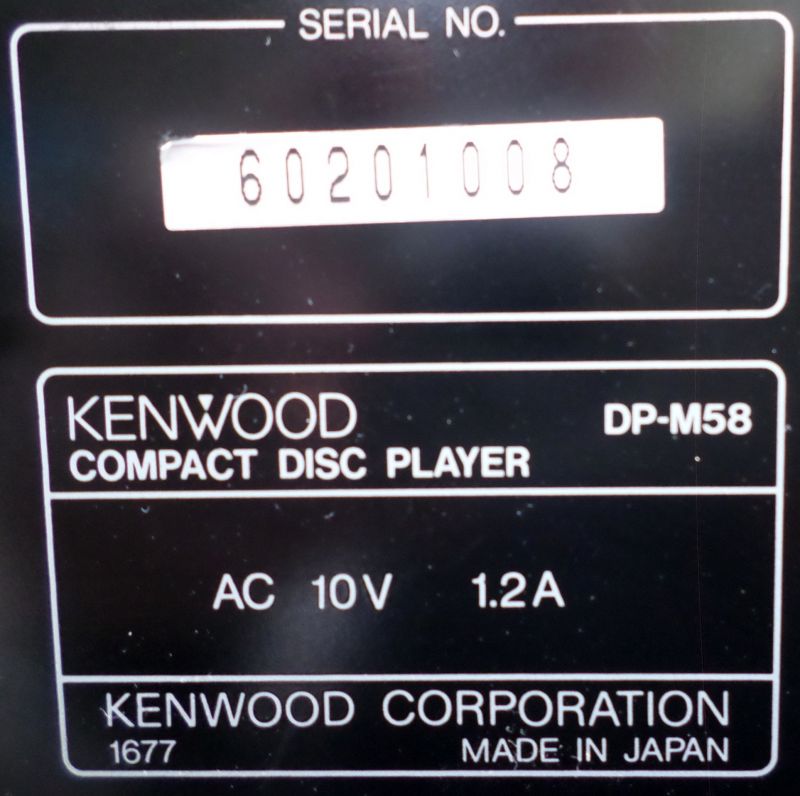 SERIAL NO.
60201008
KENWOOD DP-M58
COMPACT DISC PLAYER
AC 10V 1.2A
KENWOOD CORPORATION
1677 MADE IN JAPAN